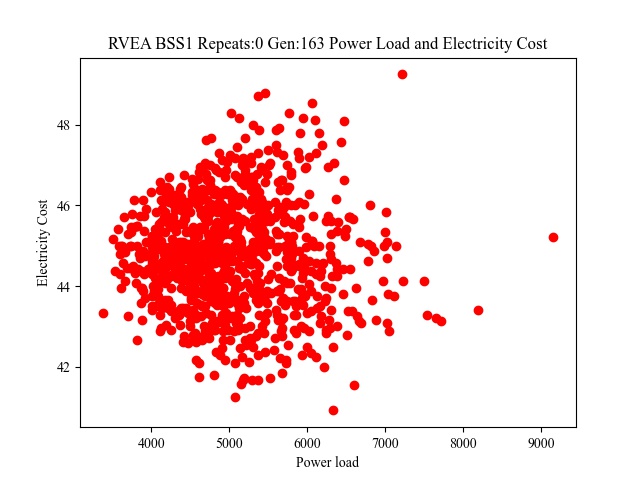 RVEA BSS1 Repeats:0 Gen:163 Power Load and Electricity Cost
48
46
44
42
Electricity Cost
4000 5000 6000 7000 8000 9000
Power load